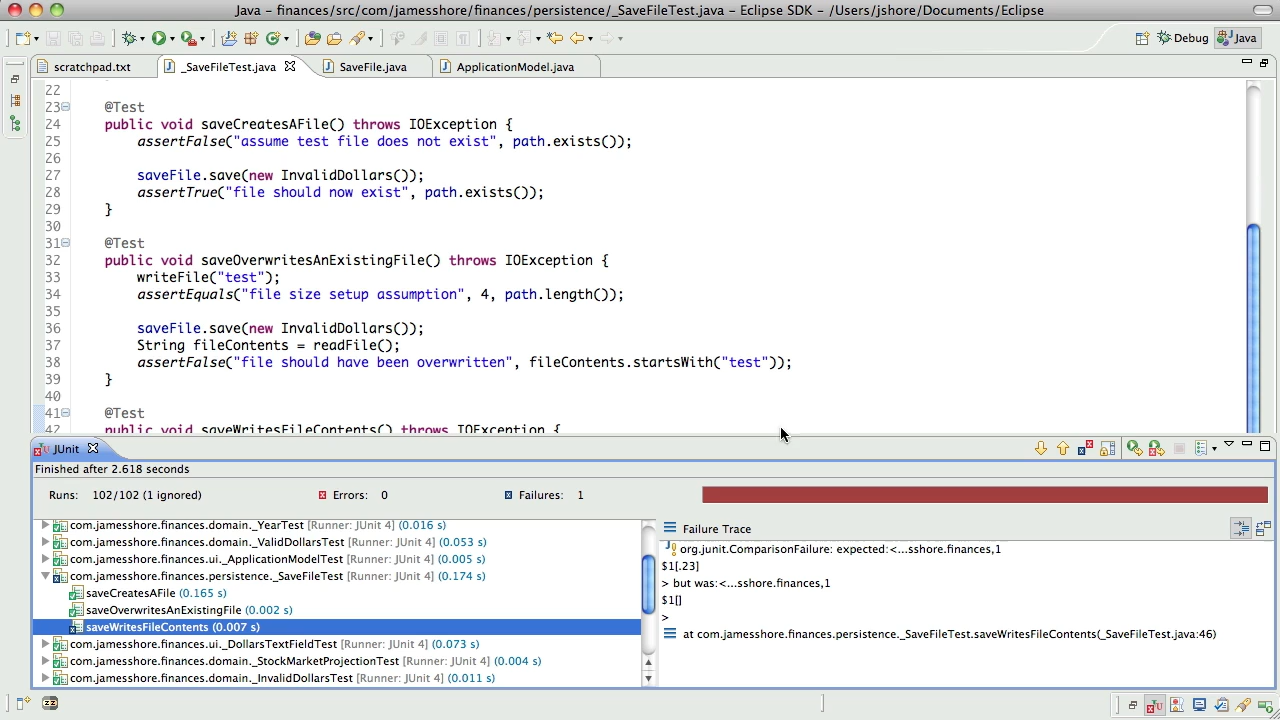 Java - finances/src/com/jamesshore/finances/persistence/_SaveFileTest.java - Eclipse SDK - /Users/jshore/Documents/Eclipse
Debug Java
scratchpad.txt _SaveFileTest.java SaveFile.java ApplicationModel.java
22
23 @Test
24 public void saveCreatesAFile() throws IOException {
25 assertFalse("assume test file does not exist", path.exists());
26
27 saveFile.save(new InvalidDollars());
28 assertTrue("file should now exist", path.exists());
29 }
30
31 @Test
32 public void saveOverwritesAnExistingFile() throws IOException {
33 writeFile("test");
34 assertEquals("file size setup assumption", 4, path.length());
35
36 saveFile.save(new InvalidDollars());
37 String fileContents = readFile();
38 assertFalse("file should have been overwritten", fileContents.startsWith("test"));
39 }
40
41 @Test
42 public void saveWritesFileContents() throws IOException {
JUnit
Finished after 2.618 seconds
Runs: 102/102 (1 ignored) Errors: 0 Failures: 1
com.jamesshore.finances.domain._YearTest [Runner: JUnit 4] (0.016 s)
com.jamesshore.finances.domain._ValidDollarsTest [Runner: JUnit 4] (0.053 s)
com.jamesshore.finances.ui._ApplicationModelTest [Runner: JUnit 4] (0.005 s)
com.jamesshore.finances.persistence._SaveFileTest [Runner: JUnit 4] (0.174 s)
saveCreatesAFile (0.165 s)
saveOverwritesAnExistingFile (0.002 s)
saveWritesFileContents (0.007 s)
com.jamesshore.finances.ui._DollarsTextFieldTest [Runner: JUnit 4] (0.073 s)
com.jamesshore.finances.domain._StockMarketProjectionTest [Runner: JUnit 4] (0.004 s)
com.jamesshore.finances.domain._InvalidDollarsTest [Runner: JUnit 4] (0.011 s)
Failure Trace
org.junit.ComparisonFailure: expected:<...sshore.finances,1
$1[.23]
> but was:<...sshore.finances,1
$1[]
>
at com.jamesshore.finances.persistence._SaveFileTest.saveWritesFileContents(_SaveFileTest.java:46)